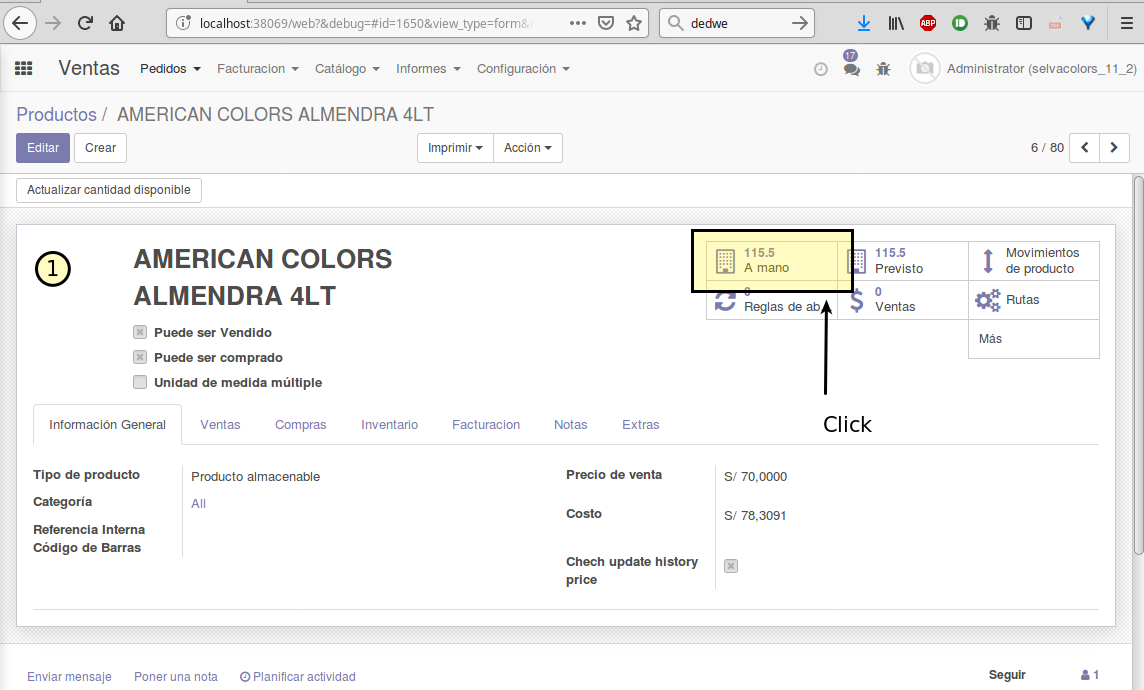 localhost:38069/web?&debug=#id=1650&view_type=form&
dedwe
ABP
Ventas Pedidos Facturacion Catálogo Informes Configuración 17 Administrator (selvacolors_11_2)
Productos / AMERICAN COLORS ALMENDRA 4LT
Editar Crear Imprimir Acción 6 / 80
Actualizar cantidad disponible
1
AMERICAN COLORS
ALMENDRA 4LT
115.5
A mano
115.5
Previsto
Movimientos
de producto
Reglas de ab
0
Ventas
Rutas
Más
Click
Puede ser Vendido
Puede ser comprado
Unidad de medida múltiple
Información General Ventas Compras Inventario Facturacion Notas Extras
Tipo de producto Producto almacenable
Categoría All
Referencia Interna
Código de Barras
Precio de venta S/ 70,0000
Costo S/ 78,3091
Chech update history
price
Enviar mensaje Poner una nota Planificar actividad Seguir 1